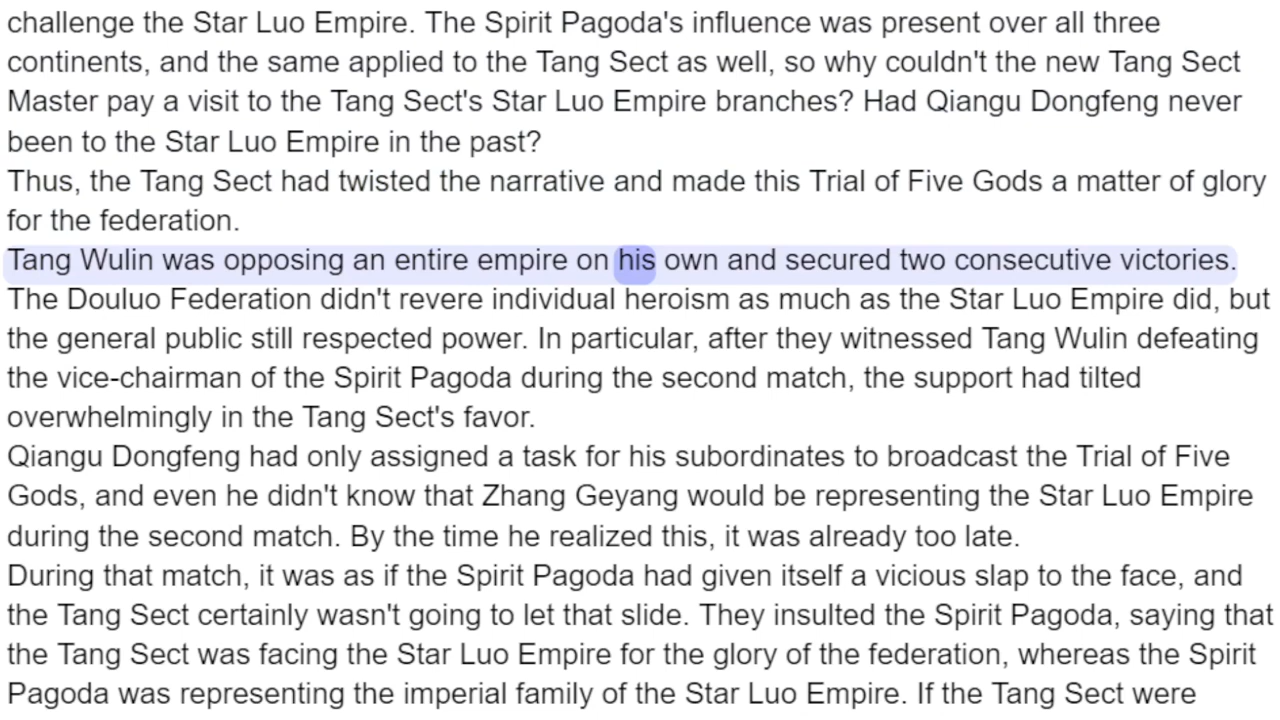 challenge the Star Luo Empire. The Spirit Pagoda's influence was present over all three
continents, and the same applied to the Tang Sect as well, so why couldn't the new Tang Sect
Master pay a visit to the Tang Sect's Star Luo Empire branches? Had Qiangu Dongfeng never
been to the Star Luo Empire in the past?
Thus, the Tang Sect had twisted the narrative and made this Trial of Five Gods a matter of glory
for the federation.
Tang Wulin was opposing an entire empire on his own and secured two consecutive victories.
The Douluo Federation didn't revere individual heroism as much as the Star Luo Empire did, but
the general public still respected power. In particular, after they witnessed Tang Wulin defeating
the vice-chairman of the Spirit Pagoda during the second match, the support had tilted
overwhelmingly in the Tang Sect's favor.
Qiangu Dongfeng had only assigned a task for his subordinates to broadcast the Trial of Five
Gods, and even he didn't know that Zhang Geyang would be representing the Star Luo Empire
during the second match. By the time he realized this, it was already too late.
During that match, it was as if the Spirit Pagoda had given itself a vicious slap to the face, and
the Tang Sect certainly wasn't going to let that slide. They insulted the Spirit Pagoda, saying that
the Tang Sect was facing the Star Luo Empire for the glory of the federation, whereas the Spirit
Pagoda was representing the imperial family of the Star Luo Empire. If the Tang Sect were